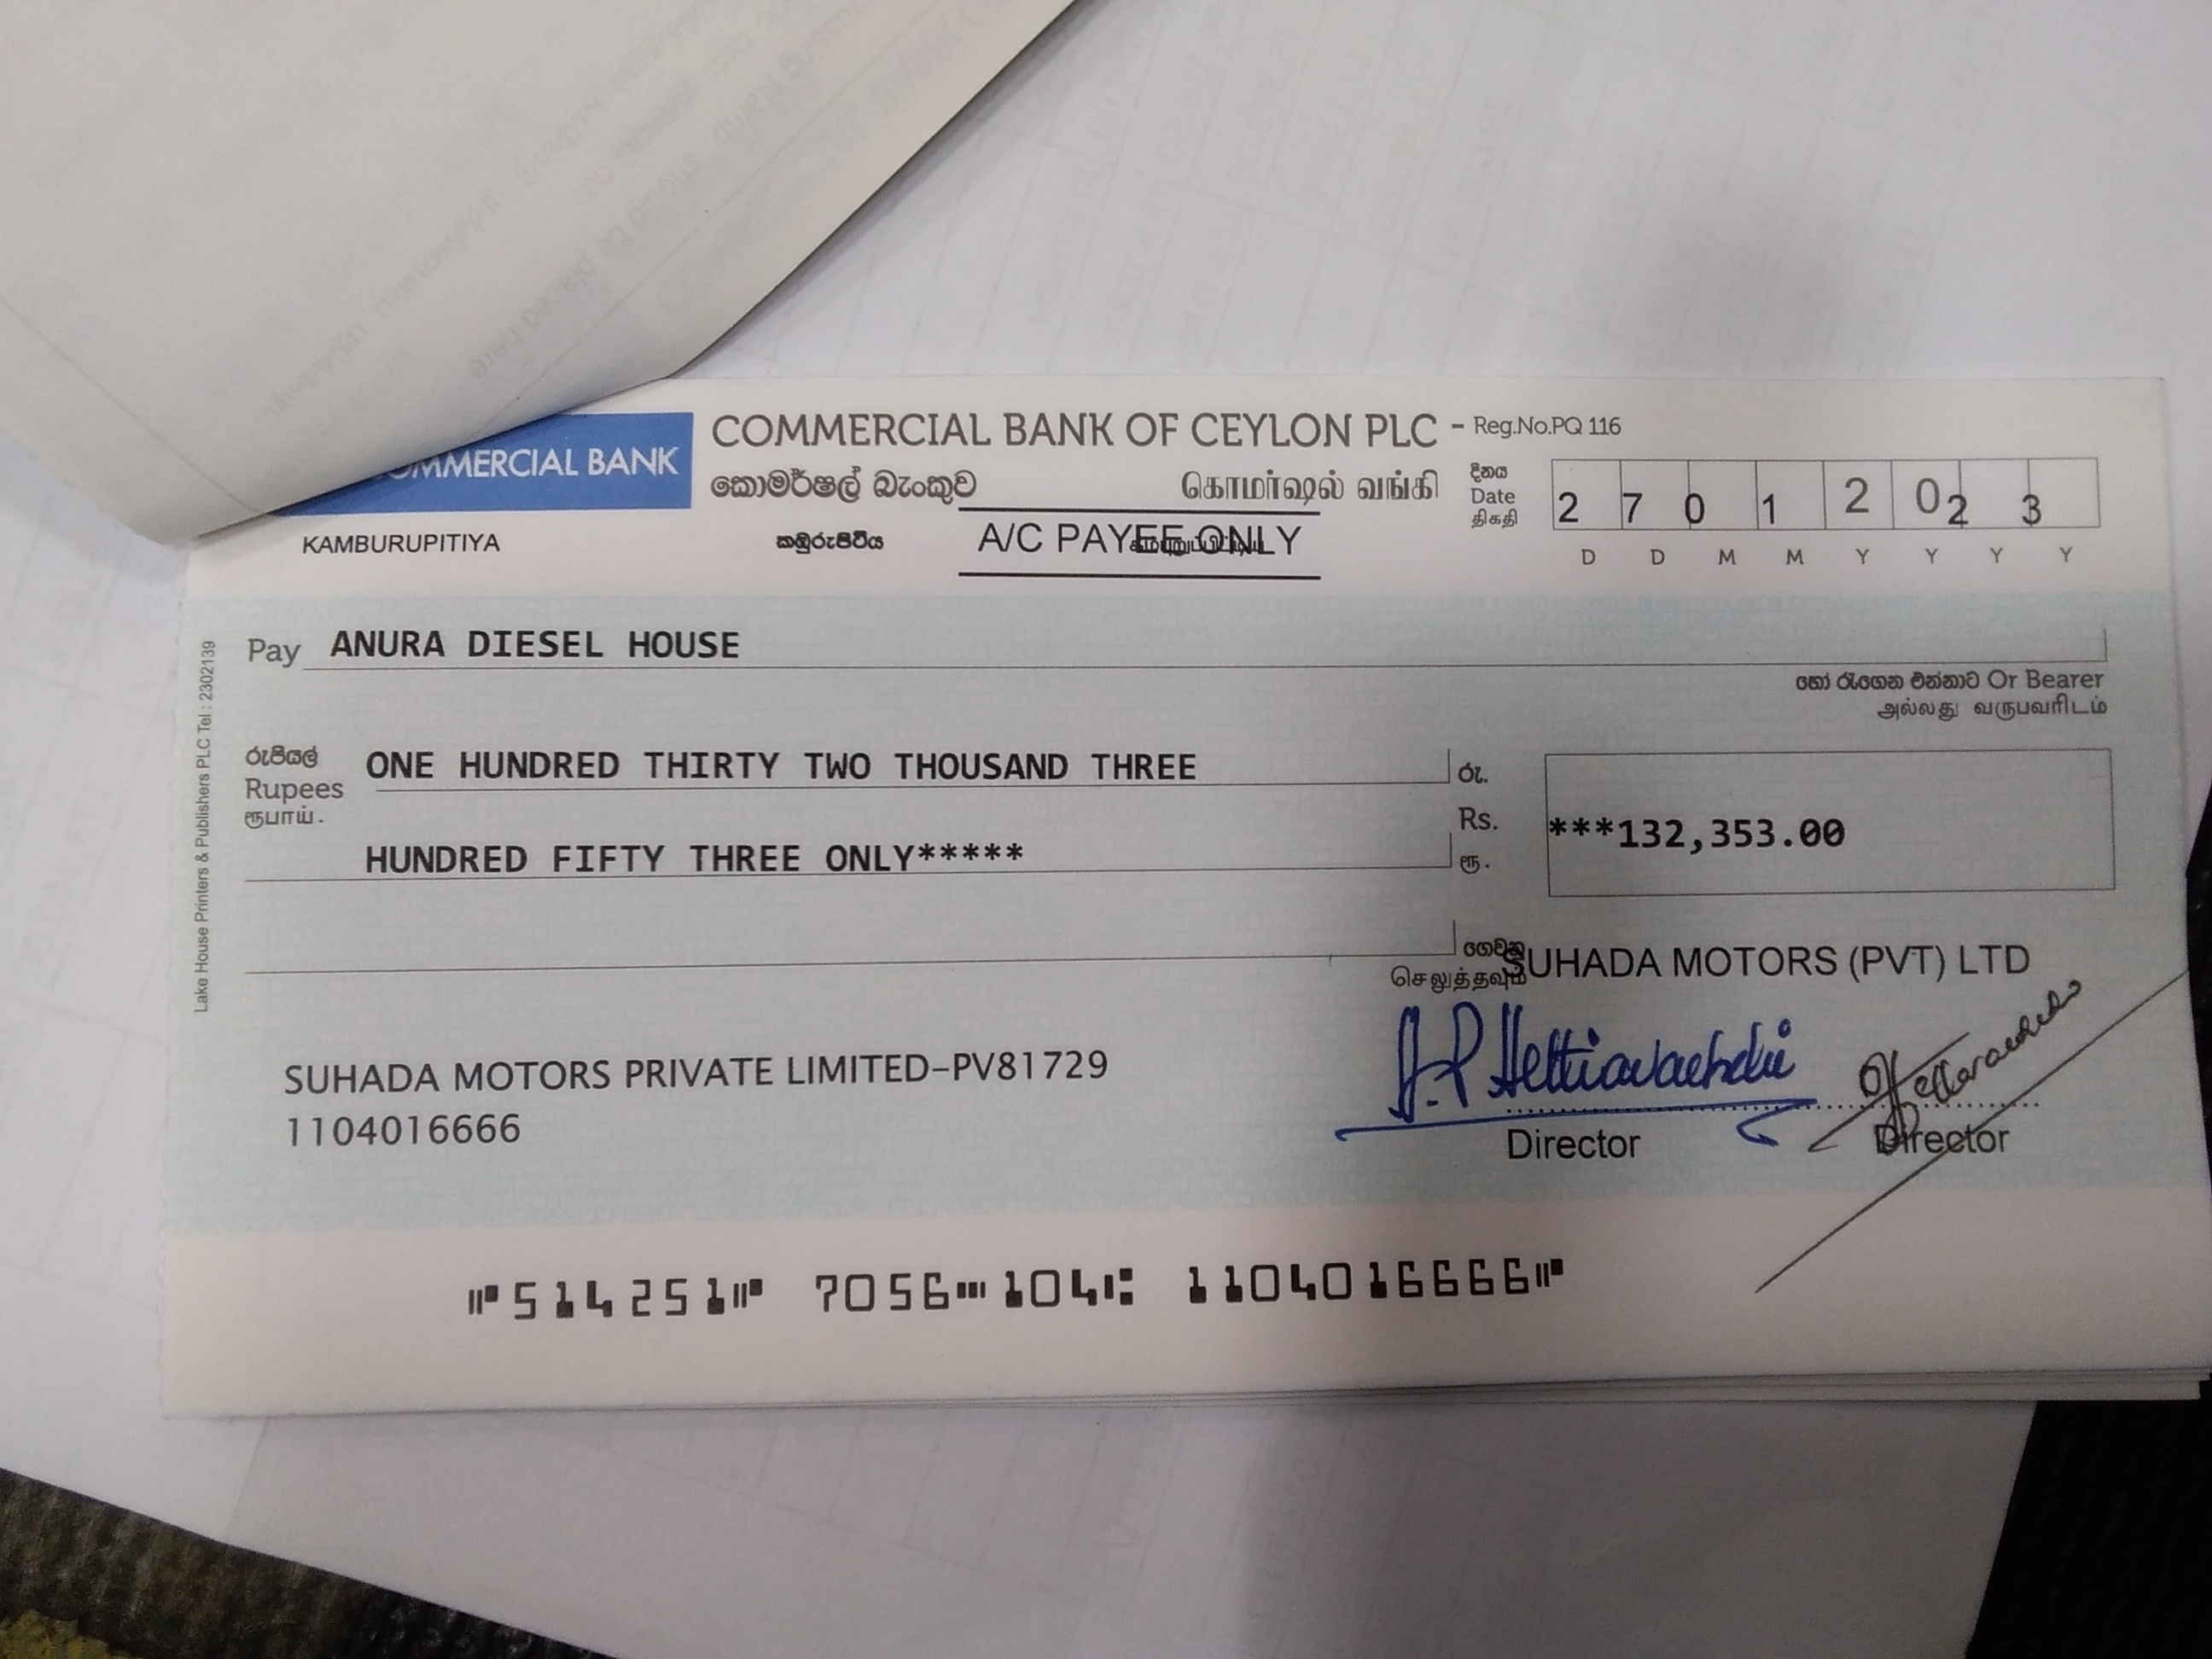 COMMERCIAL BANK
COMMERCIAL BANK OF CEYLON PLC - Reg.No.PQ 116
කොමර්ෂල් බැංකුව கொமர்ஷல் வங்கி
දිනය
Date
திகதி
2 7 0 1 2 0 2 3
D D M M Y Y Y Y
KAMBURUPITIYA කඹුරුපිටිය A/C PAYEE ONLY
Pay ANURA DIESEL HOUSE
හෝ රැගෙන එන්නාට Or Bearer
அல்லது வருபவரிடம்
රුපියල්
Rupees
ரூபாய்.
ONE HUNDRED THIRTY TWO THOUSAND THREE
HUNDRED FIFTY THREE ONLY*****
රු.
Rs.
ரூ.
***132,353.00
ගෙවනු
செலுத்தவும்
SUHADA MOTORS (PVT) LTD
SUHADA MOTORS PRIVATE LIMITED-PV81729
1104016666
Director Director
514251 7056 104 1104016666
Lake House Printers & Publishers PLC Tel : 2302139